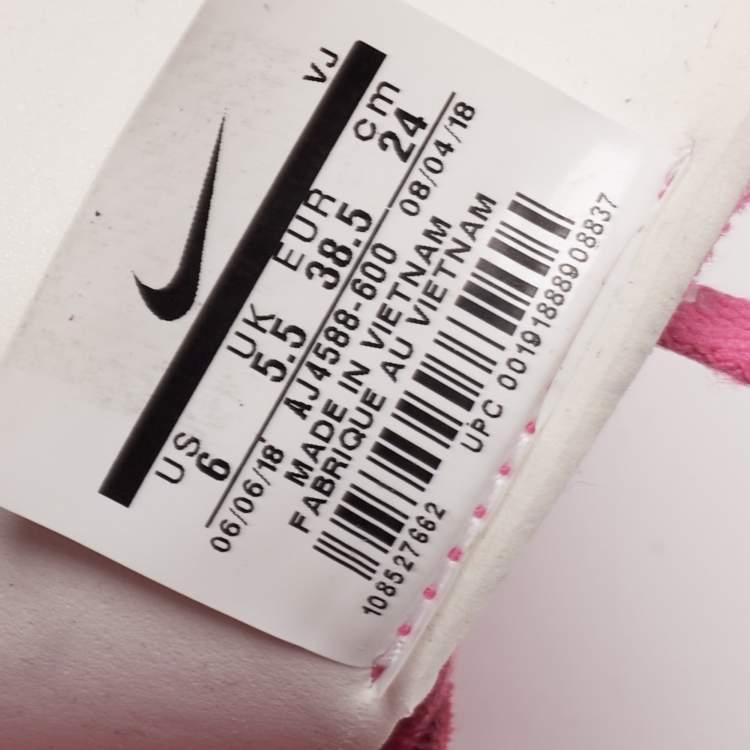 VJ
US UK EUR cm
6 5.5 38.5 24
06/06/18 AJ4588-600 08/04/18
MADE IN VIETNAM
FABRIQUE AU VIETNAM
108527662 UPC 00191888908837